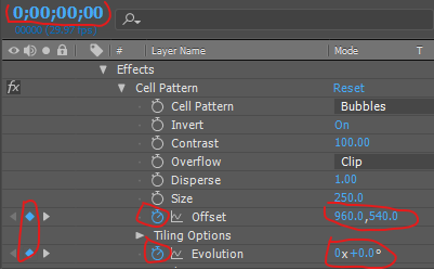 0;00;00;00
00000 (29.97 fps)
# Layer Name Mode T
Effects
fx Cell Pattern Reset
Cell Pattern Bubbles
Invert On
Contrast 100.00
Overflow Clip
Disperse 1.00
Size 250.0
Offset 960.0,540.0
Tiling Options
Evolution 0x+0.0°